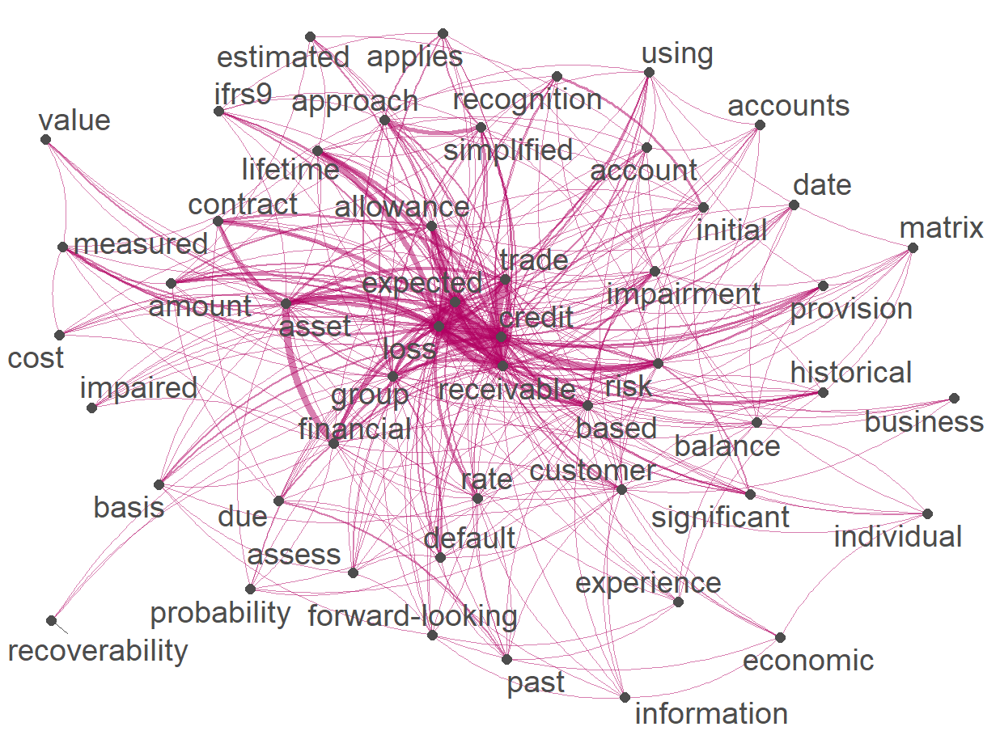 using
estimated
applies
ifrs9
approach
recognition
accounts
value
simplified
lifetime
account
contract
allowance
date
initial
matrix
measured
trade
expected
impairment
amount
asset
credit
provision
loss
cost
impaired
group
receivable
risk
historical
financial
based
business
balance
customer
rate
basis
due
significant
individual
default
assess
experience
probability
forward-looking
recoverability
economic
past
information